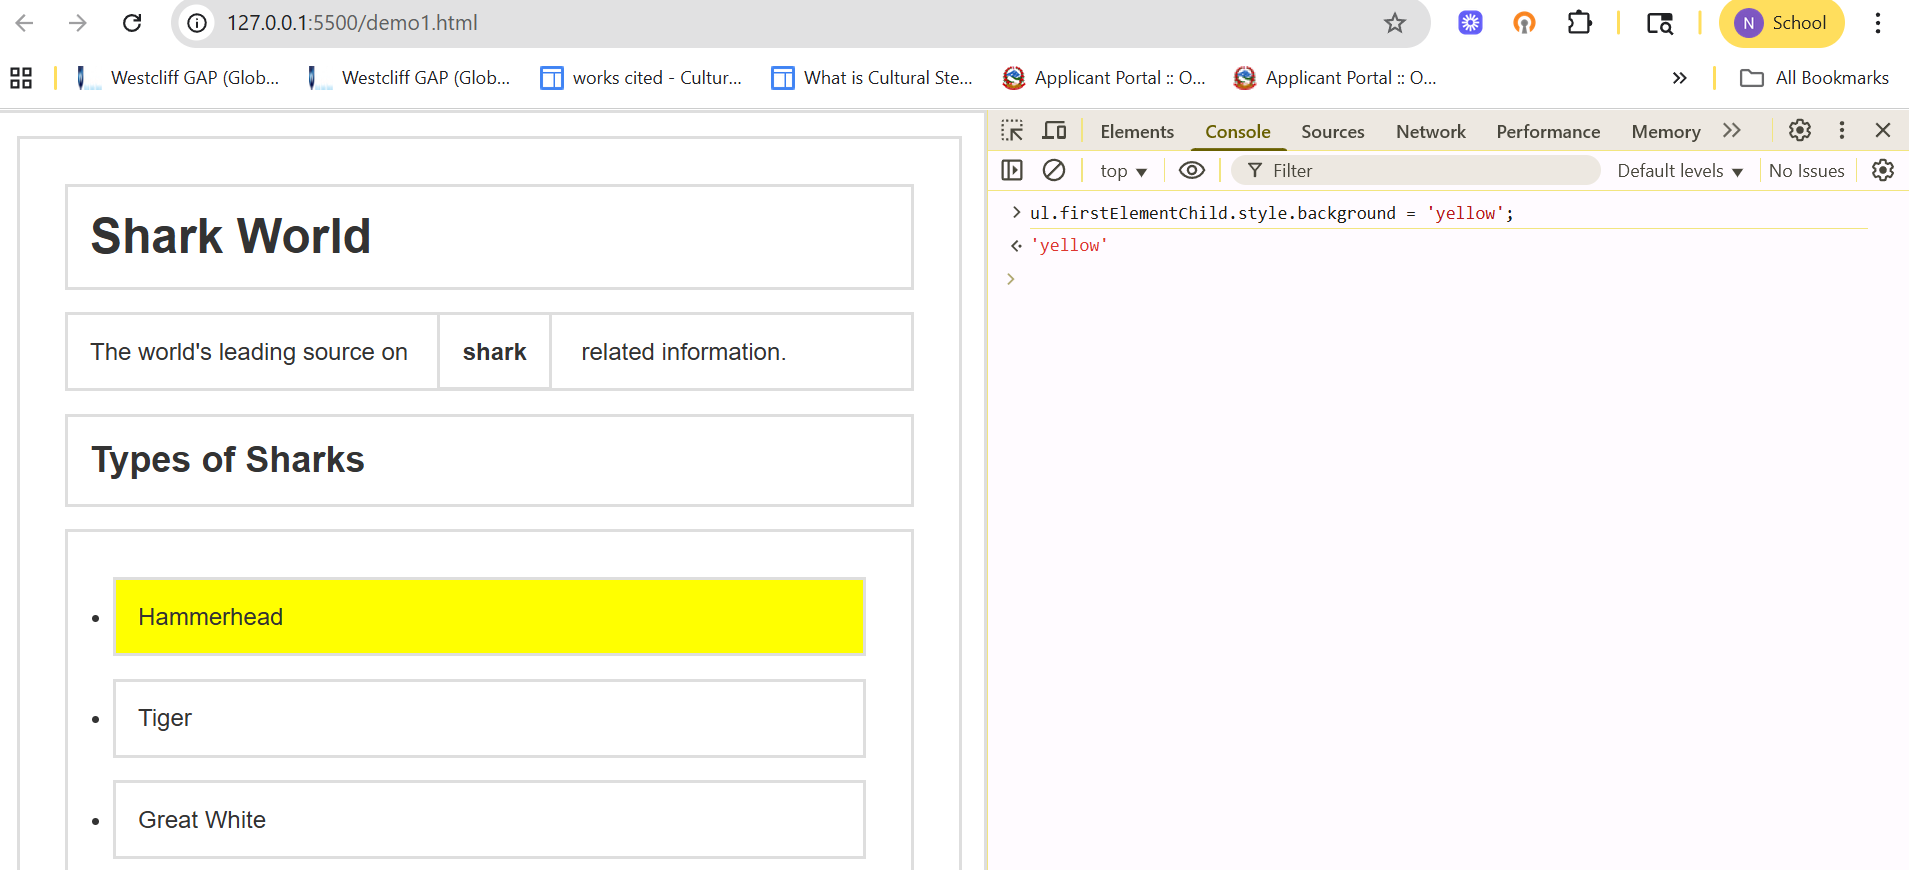 127.0.0.1:5500/demo1.html
N School
Westcliff GAP (Glob... Westcliff GAP (Glob... works cited - Cultur... What is Cultural Ste... Applicant Portal :: O... Applicant Portal :: O... All Bookmarks
Elements Console Sources Network Performance Memory
top Filter Default levels No Issues
ul.firstElementChild.style.background = 'yellow';
'yellow'
Shark World
The world's leading source on shark related information.
Types of Sharks
Hammerhead
Tiger
Great White